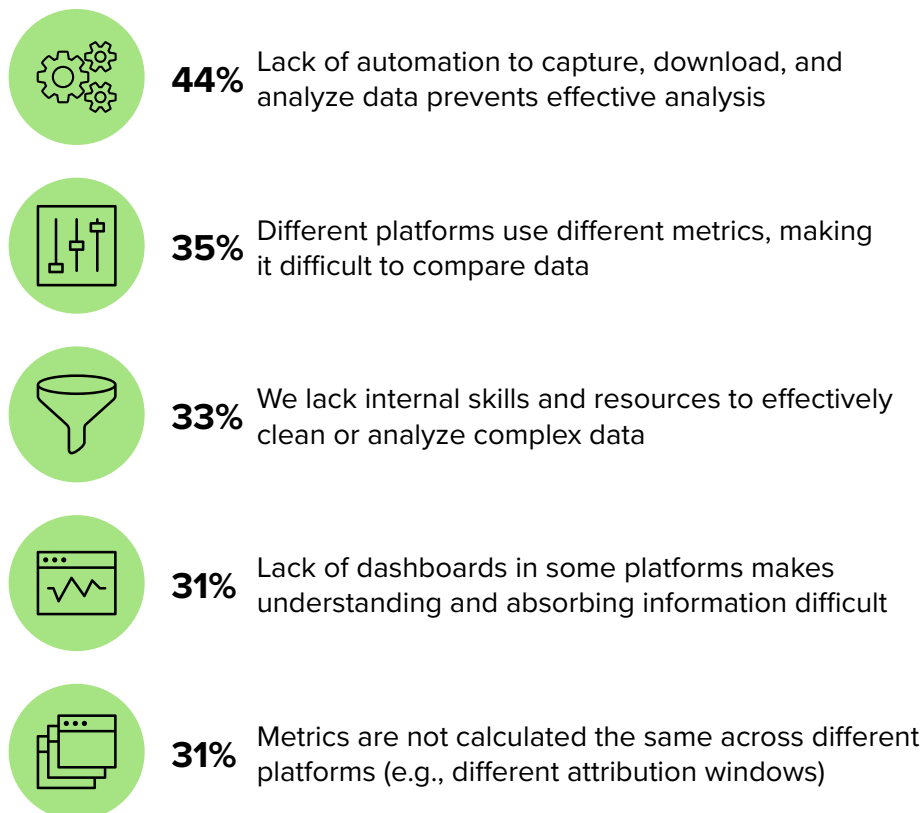 44% Lack of automation to capture, download, and
analyze data prevents effective analysis
35% Different platforms use different metrics, making
it difficult to compare data
33% We lack internal skills and resources to effectively
clean or analyze complex data
31% Lack of dashboards in some platforms makes
understanding and absorbing information difficult
31% Metrics are not calculated the same across different
platforms (e.g., different attribution windows)